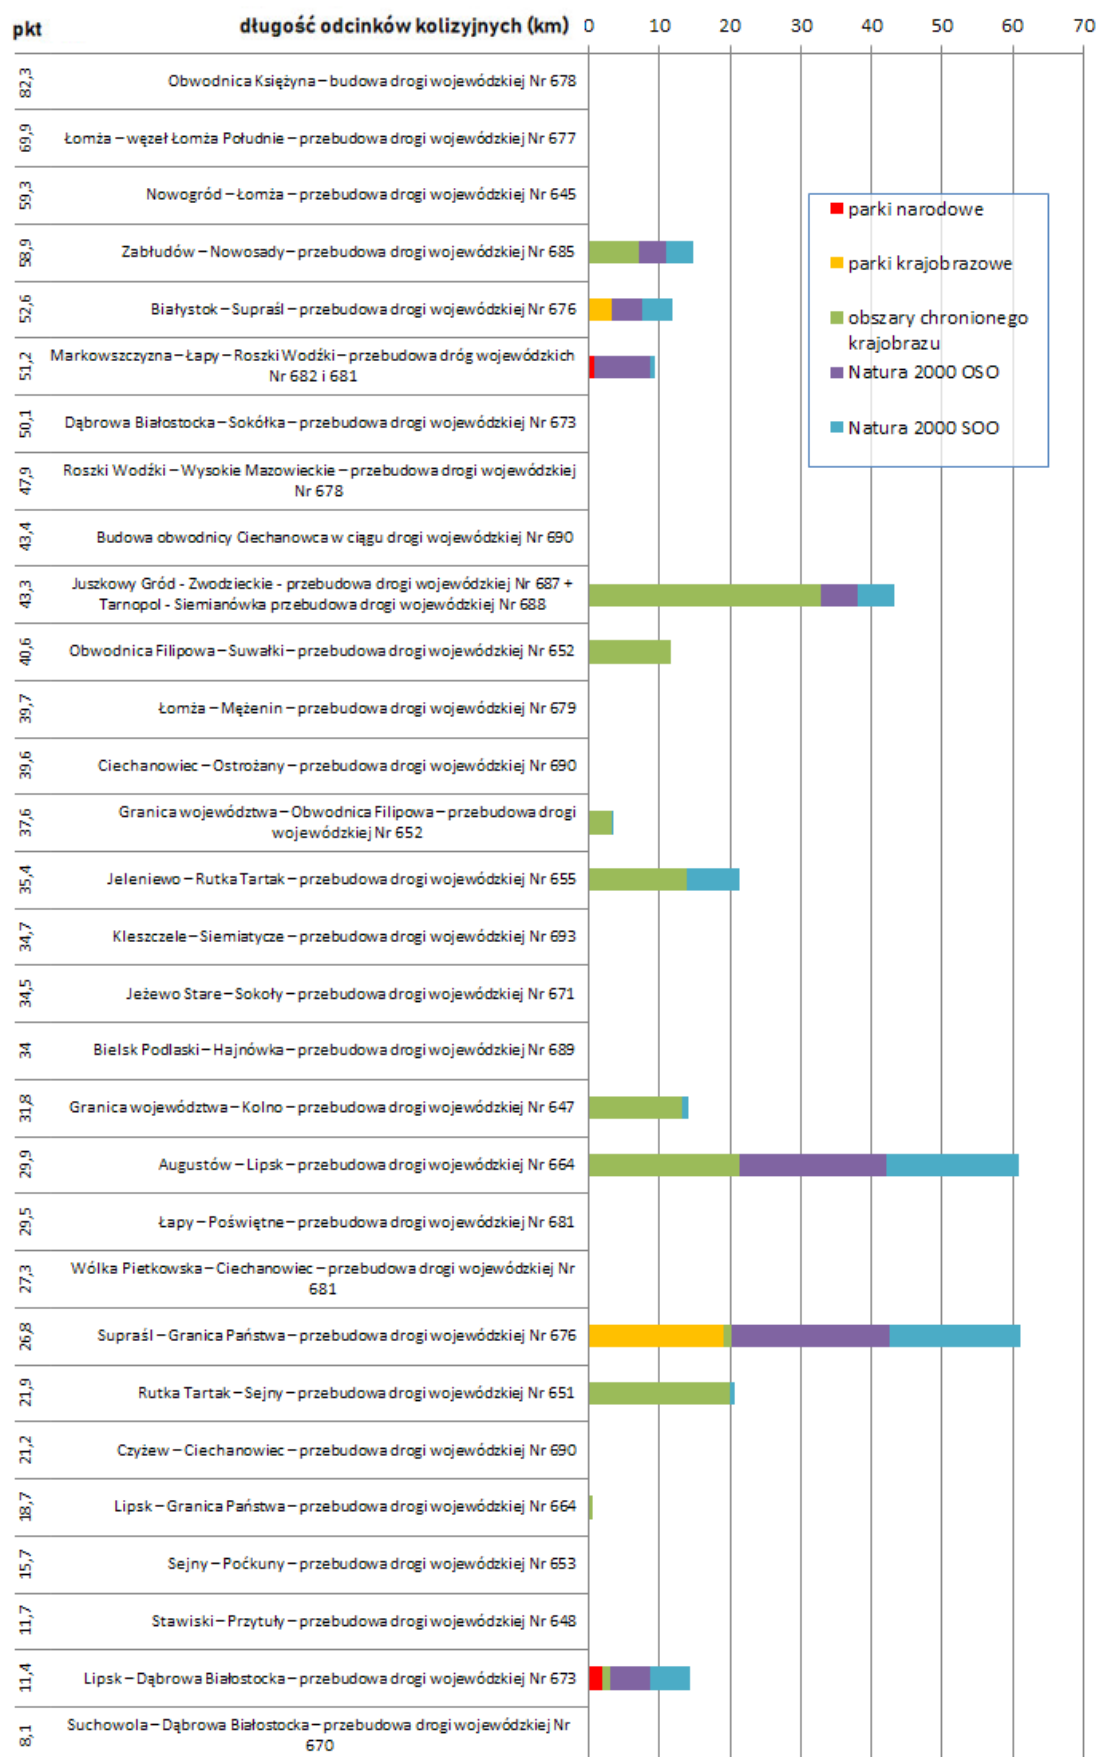 pkt długość odcinków kolizyjnych (km) 0 10 20 30 40 50 60 70
82,3 Obwodnica Księżyna – budowa drogi wojewódzkiej Nr 678
69,9 Łomża – węzeł Łomża Południe – przebudowa drogi wojewódzkiej Nr 677
59,3 Nowogród – Łomża – przebudowa drogi wojewódzkiej Nr 645
58,9 Zabłudów – Nowosady – przebudowa drogi wojewódzkiej Nr 685
52,6 Białystok – Supraśl – przebudowa drogi wojewódzkiej Nr 676
51,2 Markowszczyzna – Łapy – Roszki Wodźki – przebudowa dróg wojewódzkich
Nr 682 i 681
50,1 Dąbrowa Białostocka – Sokółka – przebudowa drogi wojewódzkiej Nr 673
47,9 Roszki Wodźki – Wysokie Mazowieckie – przebudowa drogi wojewódzkiej
Nr 678
43,4 Budowa obwodnicy Ciechanowca w ciągu drogi wojewódzkiej Nr 690
43,3 Juszkowy Gród - Zwodzieckie - przebudowa drogi wojewódzkiej Nr 687 +
Tarnopol - Siemianówka przebudowa drogi wojewódzkiej Nr 688
40,6 Obwodnica Filipowa – Suwałki – przebudowa drogi wojewódzkiej Nr 652
39,7 Łomża – Mężenin – przebudowa drogi wojewódzkiej Nr 679
39,6 Ciechanowiec – Ostrożany – przebudowa drogi wojewódzkiej Nr 690
37,6 Granica województwa – Obwodnica Filipowa – przebudowa drogi
wojewódzkiej Nr 652
35,4 Jeleniewo – Rutka Tartak – przebudowa drogi wojewódzkiej Nr 655
34,7 Kleszczele – Siemiatycze – przebudowa drogi wojewódzkiej Nr 693
34,5 Jeżewo Stare – Sokoły – przebudowa drogi wojewódzkiej Nr 671
34 Bielsk Podlaski – Hajnówka – przebudowa drogi wojewódzkiej Nr 689
31,8 Granica województwa – Kolno – przebudowa drogi wojewódzkiej Nr 647
29,9 Augustów – Lipsk – przebudowa drogi wojewódzkiej Nr 664
29,5 Łapy – Poświętne – przebudowa drogi wojewódzkiej Nr 681
27,3 Wólka Pietkowska – Ciechanowiec – przebudowa drogi wojewódzkiej Nr
681
26,8 Supraśl – Granica Państwa – przebudowa drogi wojewódzkiej Nr 676
21,9 Rutka Tartak – Sejny – przebudowa drogi wojewódzkiej Nr 651
21,2 Czyżew – Ciechanowiec – przebudowa drogi wojewódzkiej Nr 690
18,7 Lipsk – Granica Państwa – przebudowa drogi wojewódzkiej Nr 664
15,7 Sejny – Poćkuny – przebudowa drogi wojewódzkiej Nr 653
11,7 Stawiski – Przytuły – przebudowa drogi wojewódzkiej Nr 648
11,4 Lipsk – Dąbrowa Białostocka – przebudowa drogi wojewódzkiej Nr 673
8,1 Suchowola – Dąbrowa Białostocka – przebudowa drogi wojewódzkiej Nr
670
parki narodowe
parki krajobrazowe
obszary chronionego
krajobrazu
Natura 2000 OSO
Natura 2000 SOO